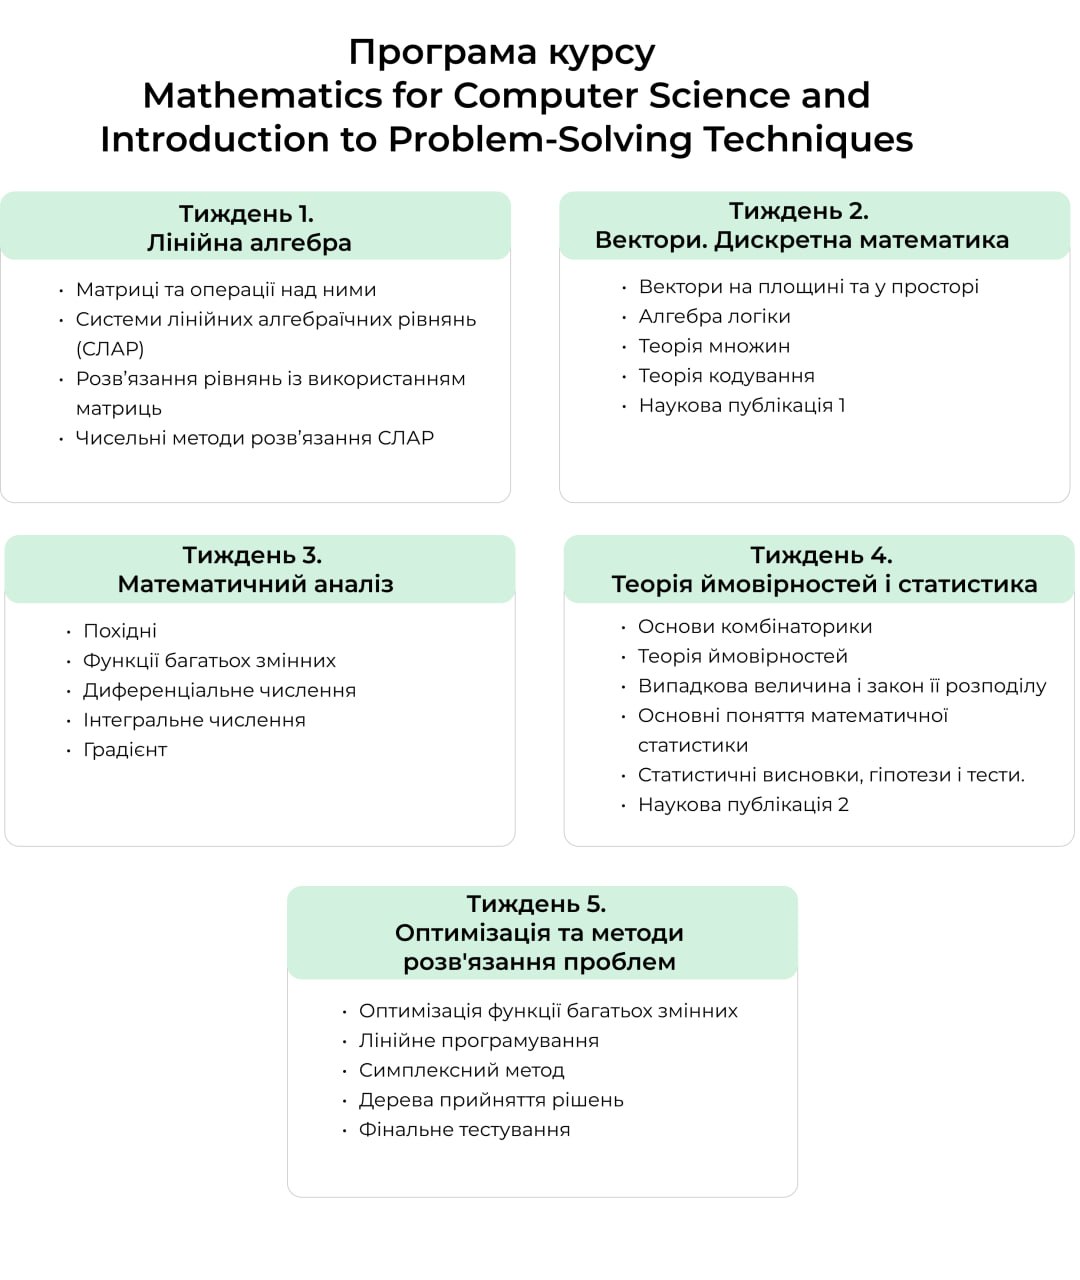 Програма курсу
Mathematics for Computer Science and
Introduction to Problem-Solving Techniques
Тиждень 1.
Лінійна алгебра
• Матриці та операції над ними
• Системи лінійних алгебраїчних рівнянь
(СЛАР)
• Розв’язання рівнянь із використанням
матриць
• Чисельні методи розв’язання СЛАР
Тиждень 2.
Вектори. Дискретна математика
• Вектори на площині та у просторі
• Алгебра логіки
• Теорія множин
• Теорія кодування
• Наукова публікація 1
Тиждень 3.
Математичний аналіз
• Похідні
• Функції багатьох змінних
• Диференціальне числення
• Інтегральне числення
• Градієнт
Тиждень 4.
Теорія ймовірностей і статистика
• Основи комбінаторики
• Теорія ймовірностей
• Випадкова величина і закон її розподілу
• Основні поняття математичної
статистики
• Статистичні висновки, гіпотези і тести.
• Наукова публікація 2
Тиждень 5.
Оптимізація та методи
розв'язання проблем
• Оптимізація функції багатьох змінних
• Лінійне програмування
• Симплексний метод
• Дерева прийняття рішень
• Фінальне тестування